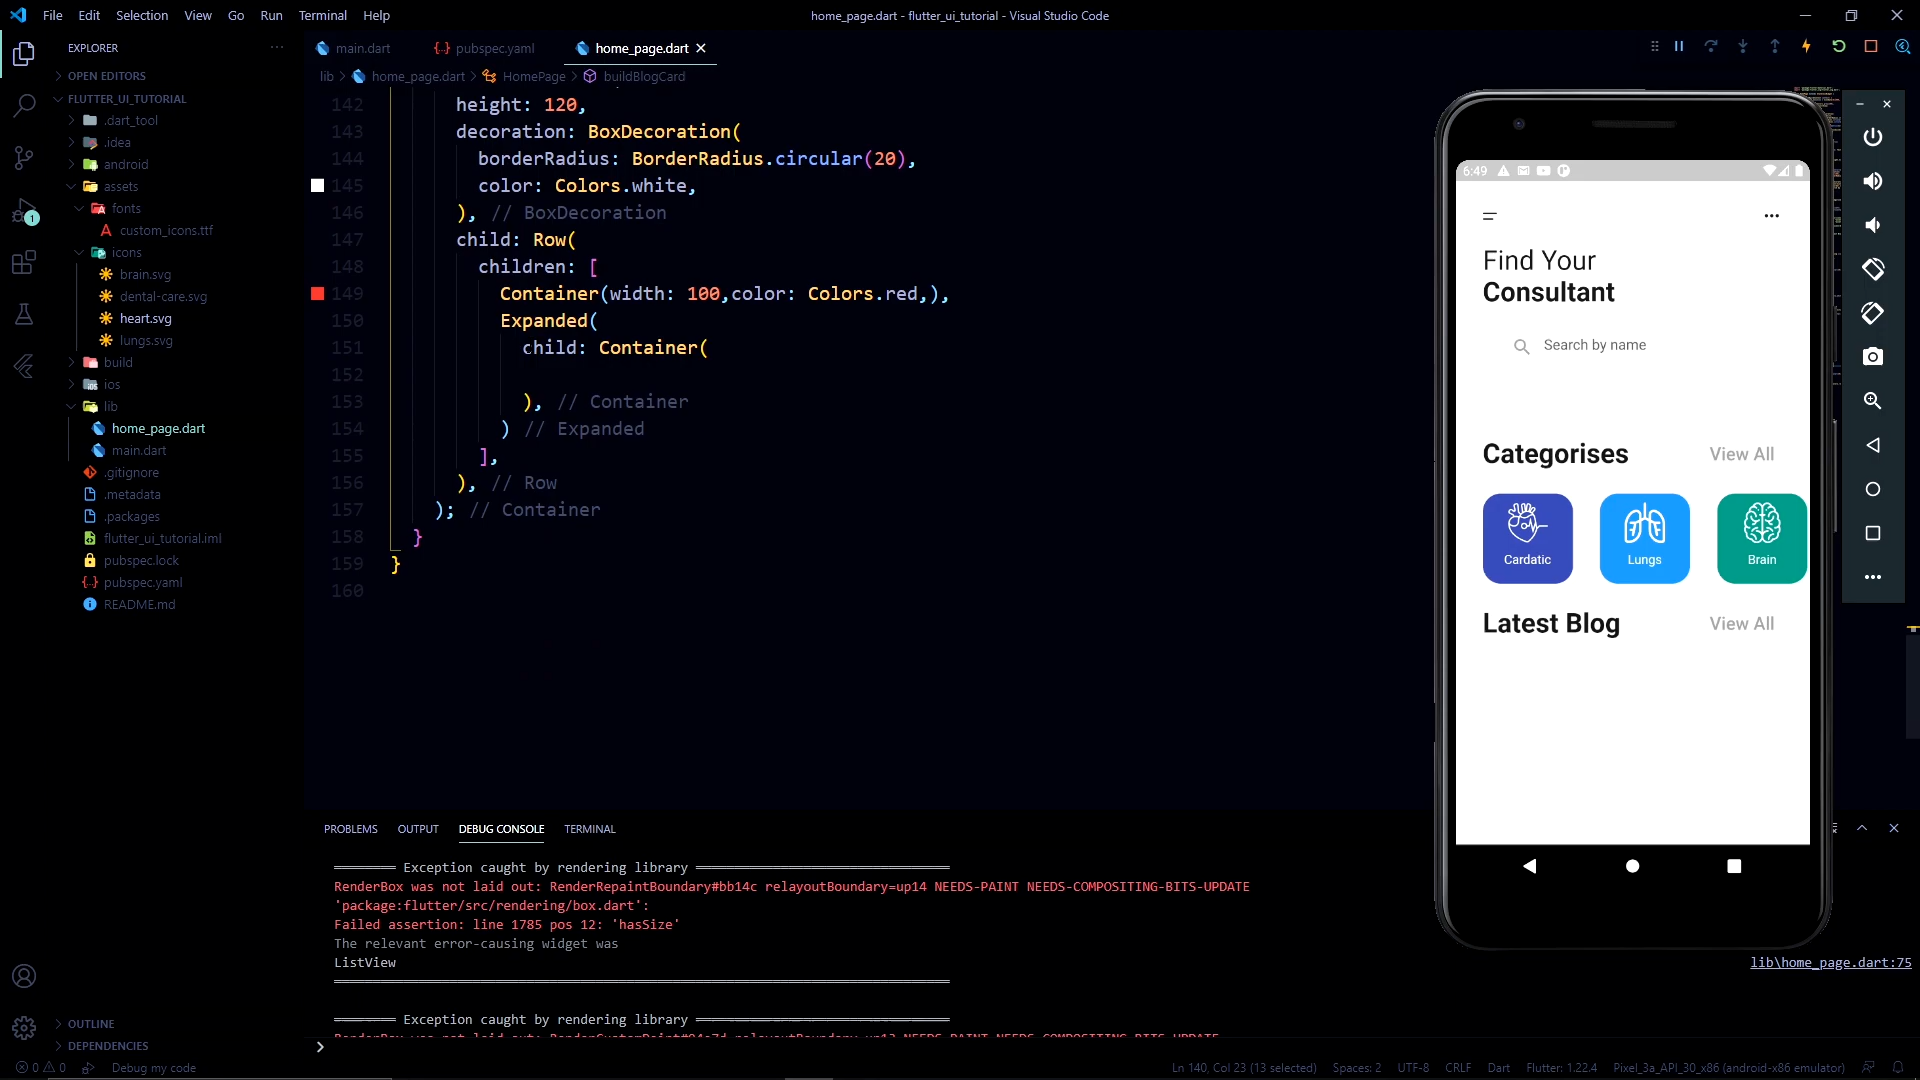 File Edit Selection View Go Run Terminal Help
home_page.dart - flutter_ui_tutorial - Visual Studio Code
EXPLORER
OPEN EDITORS
FLUTTER_UI_TUTORIAL
.dart_tool
.idea
android
assets
fonts
custom_icons.ttf
icons
brain.svg
dental-care.svg
heart.svg
lungs.svg
build
ios
lib
home_page.dart
main.dart
.gitignore
.metadata
.packages
flutter_ui_tutorial.iml
pubspec.lock
pubspec.yaml
README.md
OUTLINE
DEPENDENCIES
1
main.dart pubspec.yaml home_page.dart
lib > home_page.dart > HomePage > buildBlogCard
142 height: 120,
143 decoration: BoxDecoration(
144 borderRadius: BorderRadius.circular(20),
145 color: Colors.white,
146 ), // BoxDecoration
147 child: Row(
148 children: [
149 Container(width: 100,color: Colors.red,),
150 Expanded(
151 child: Container(
152
153 ), // Container
154 ) // Expanded
155 ],
156 ), // Row
157 ); // Container
158 }
159 }
160
PROBLEMS OUTPUT DEBUG CONSOLE TERMINAL
════════ Exception caught by rendering library ═════════════════════════════════
RenderBox was not laid out: RenderRepaintBoundary#bb14c relayoutBoundary=up14 NEEDS-PAINT NEEDS-COMPOSITING-BITS-UPDATE
'package:flutter/src/rendering/box.dart':
Failed assertion: line 1785 pos 12: 'hasSize'
The relevant error-causing widget was
ListView
lib\home_page.dart:75
════════ Exception caught by rendering library ═════════════════════════════════
6:49
Find Your
Consultant
Search by name
Categorises View All
Cardatic Lungs Brain
Latest Blog View All
0 0 Debug my code
Ln 140, Col 23 (13 selected) Spaces: 2 UTF-8 CRLF Dart Flutter: 1.22.4 Pixel_3a_API_30_x86 (android-x86 emulator)